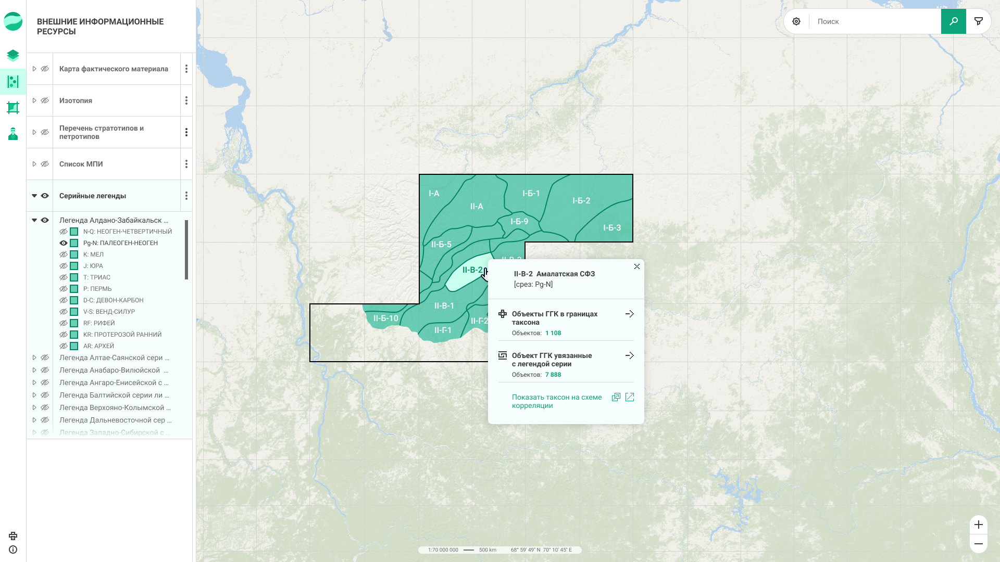 ВНЕШНИЕ ИНФОРМАЦИОННЫЕ
РЕСУРСЫ
Карта фактического материала
Изотопия
Перечень стратотипов и
петротипов
Список МПИ
Серийные легенды
Легенда Алдано-Забайкальск ...
N-Q: НЕОГЕН-ЧЕТВЕРТИЧНЫЙ
Pg-N: ПАЛЕОГЕН-НЕОГЕН
K: МЕЛ
J: ЮРА
T: ТРИАС
P: ПЕРМЬ
D-C: ДЕВОН-КАРБОН
V-S: ВЕНД-СИЛУР
RF: РИФЕЙ
KR: ПРОТЕРОЗОЙ РАННИЙ
AR: АРХЕЙ
Легенда Алтае-Саянской сери ...
Легенда Анабаро-Вилюйской ...
Легенда Ангаро-Енисейской с ...
Легенда Балтийской серии ли ...
Легенда Верхояно-Колымской ...
Легенда Дальневосточной сер ...
Легенда Западно-Сибирской с ...
Поиск
I-А
II-А
I-Б-1
I-Б-2
I-Б-9
I-Б-3
II-Б-5
II-В-3
II-В-2
II-В-1
II-Б-10
II-Г-2
II-Г-1
II-В-2 Амалатская СФЗ
[срез: Pg-N]
Объекты ГГК в границах
таксона
Объектов: 1 108
Объект ГГК увязанные
с легендой серии
Объектов: 7 888
Показать таксон на схеме
корреляции
1:70 000 000
500 km
68° 59' 49" N 70° 10' 45" E